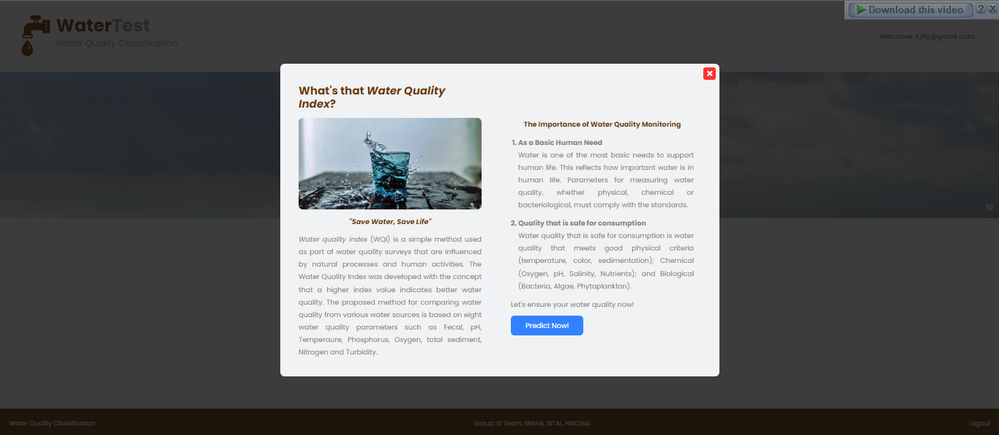 Download this video
?
WaterTest
Water Quality Classification
Welcome: luffy@gmail.com.
What's that Water Quality
Index?
"Save Water, Save Life"
Water quality index (WQI) is a simple method used
as part of water quality surveys that are influenced
by natural processes and human activities. The
Water Quality Index was developed with the concept
that a higher index value indicates better water
quality. The proposed method for comparing water
quality from various water sources is based on eight
water quality parameters such as Fecal, pH,
Temperaure, Phosphorus, Oxygen, total sediment,
Nitrogen and Turbidity.
The Importance of Water Quality Monitoring
1. As a Basic Human Need
Water is one of the most basic needs to support
human life. This reflects how important water is in
human life. Parameters for measuring water
quality, whether physical, chemical or
bacteriological, must comply with the standards.
2. Quality that is safe for consumption
Water quality that is safe for consumption is water
quality that meets good physical criteria
(temperature, color, sedimentation); Chemical
(Oxygen, pH, Salinity, Nutrients); and Biological
(Bacteria, Algae, Phytoplankton).
Let's ensure your water quality now!
Predict Now!
Water Quality Classification
Group: G Team: SNEHA, SITAL, NISCHAL
Logout